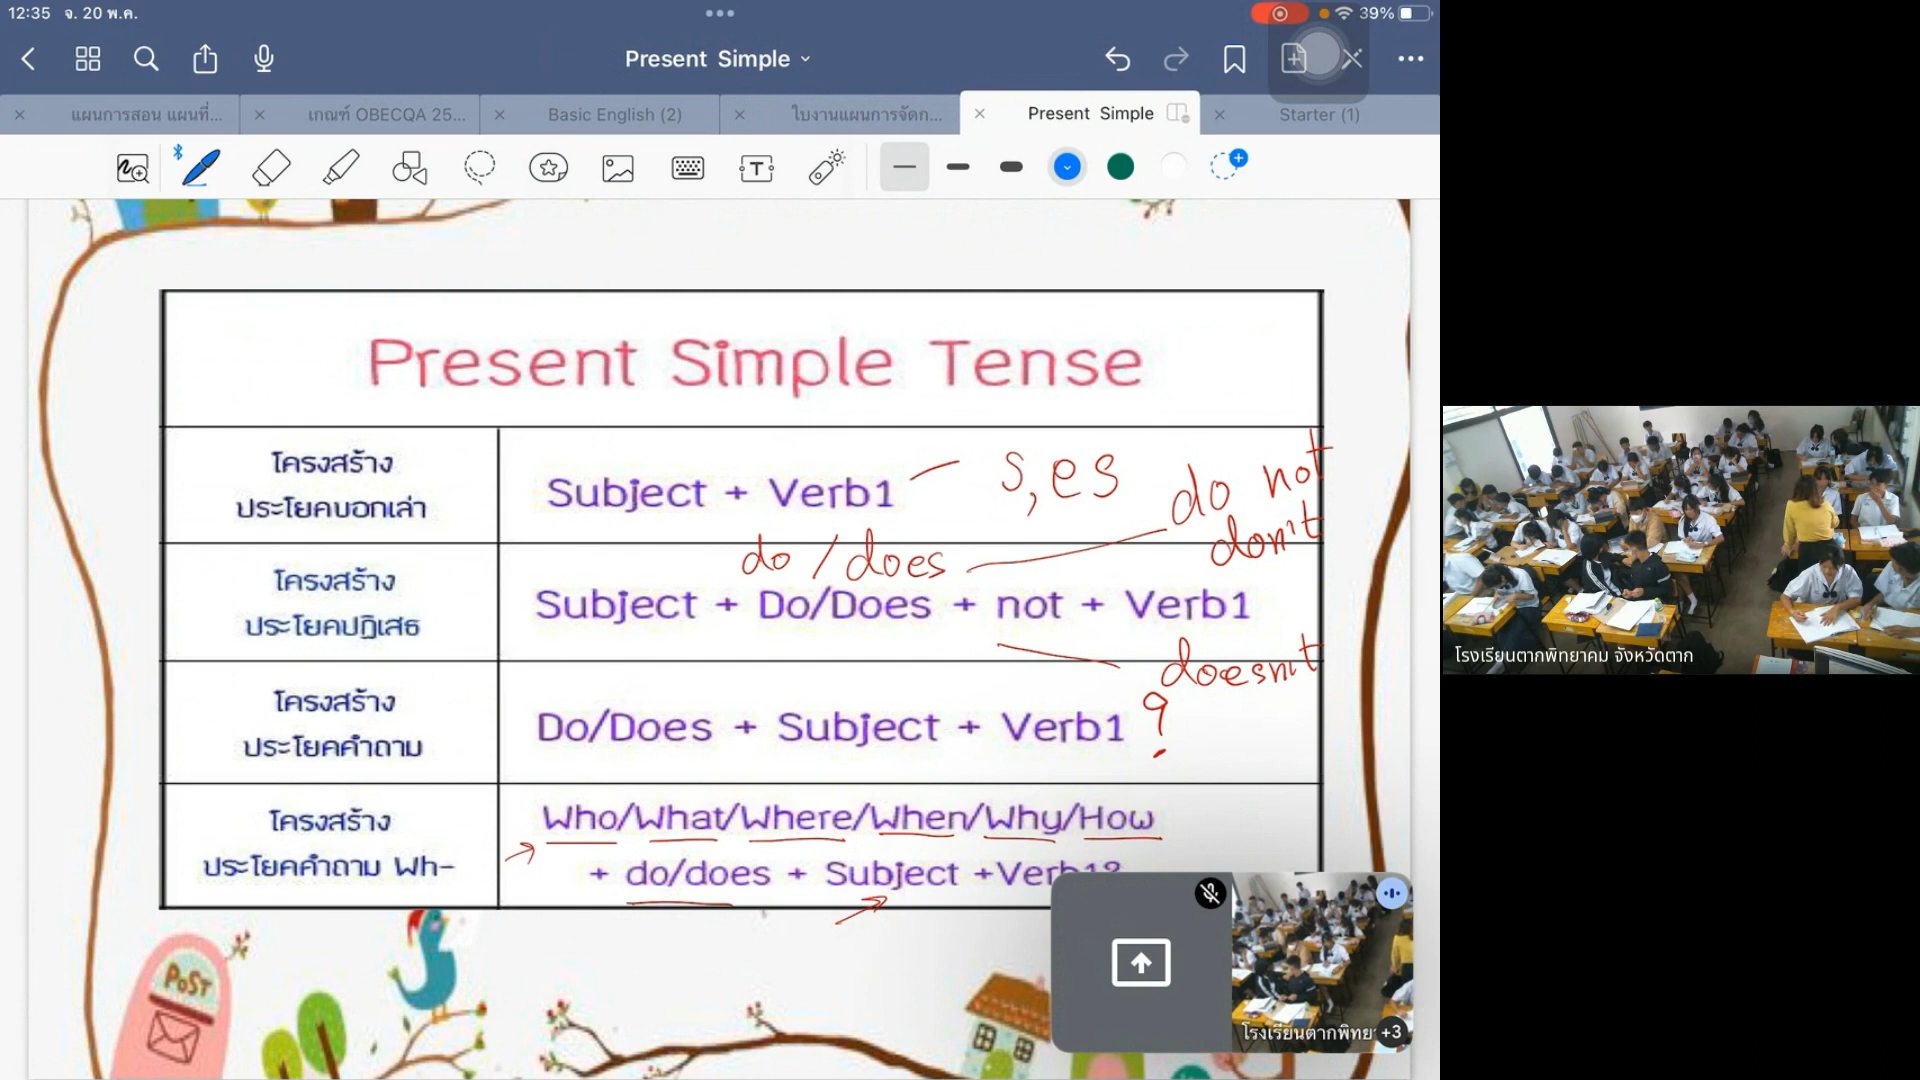 12:35 จ. 20 พ.ค.
39%
Present Simple
แผนการสอน แผนที่...
เกณฑ์ OBECQA 25...
Basic English (2)
ใบงานแผนการจัดก...
Present Simple
Starter (1)
Present Simple Tense
โครงสร้าง
ประโยคบอกเล่า
Subject + Verb1
s, es
do not
don't
โครงสร้าง
ประโยคปฏิเสธ
do / does
Subject + Do/Does + not + Verb1
doesn't
โครงสร้าง
ประโยคคำถาม
Do/Does + Subject + Verb1 ?
โครงสร้าง
ประโยคคำถาม Wh-
Who/What/Where/When/Why/How
+ do/does + Subject +Verb1?
POST
โรงเรียนตากพิทยา +3
โรงเรียนตากพิทยาคม จังหวัดตาก